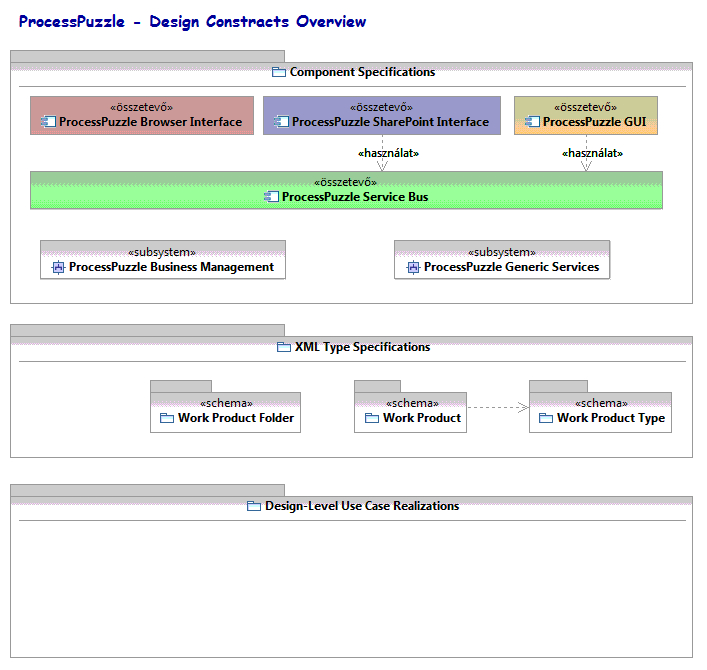 ProcessPuzzle - Design Constracts Overview
Component Specifications
«összetevő» «összetevő» «összetevő»
ProcessPuzzle Browser Interface ProcessPuzzle SharePoint Interface ProcessPuzzle GUI
«használat» «használat»
«összetevő»
ProcessPuzzle Service Bus
«subsystem» «subsystem»
ProcessPuzzle Business Management ProcessPuzzle Generic Services
XML Type Specifications
«schema» «schema» «schema»
Work Product Folder Work Product Work Product Type
Design-Level Use Case Realizations